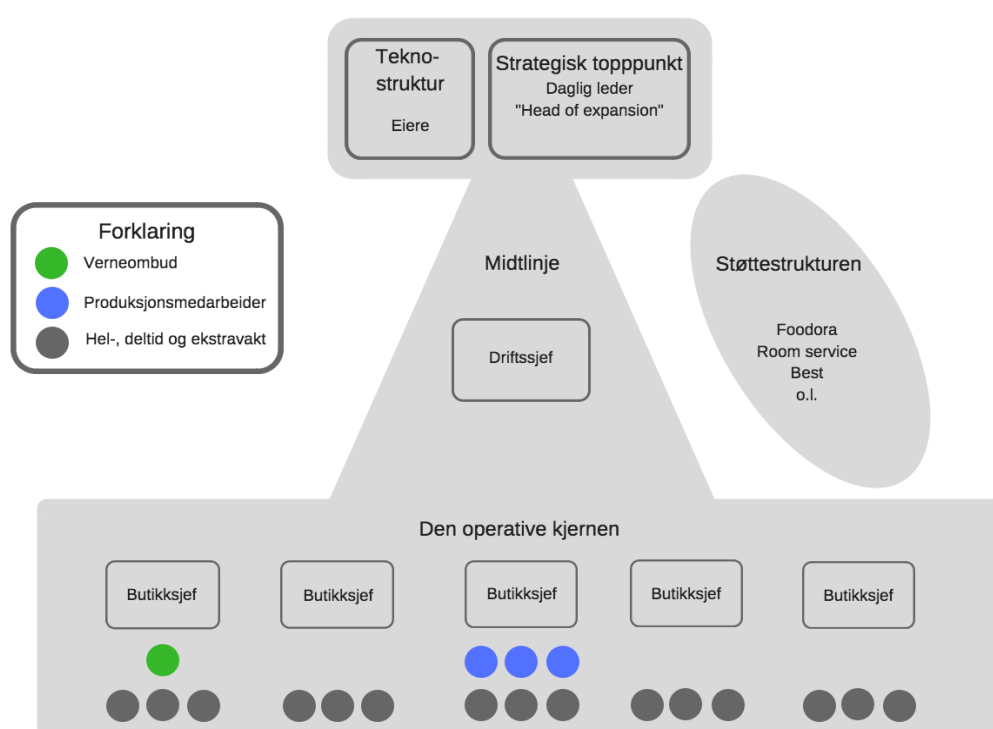 Tekno-
struktur
Eiere
Strategisk topppunkt
Daglig leder
"Head of expansion"
Forklaring
Verneombud
Produksjonsmedarbeider
Hel-, deltid og ekstravakt
Midtlinje
Driftssjef
Støttestrukturen
Foodora
Room service
Best
o.l.
Den operative kjernen
Butikksjef
Butikksjef
Butikksjef
Butikksjef
Butikksjef